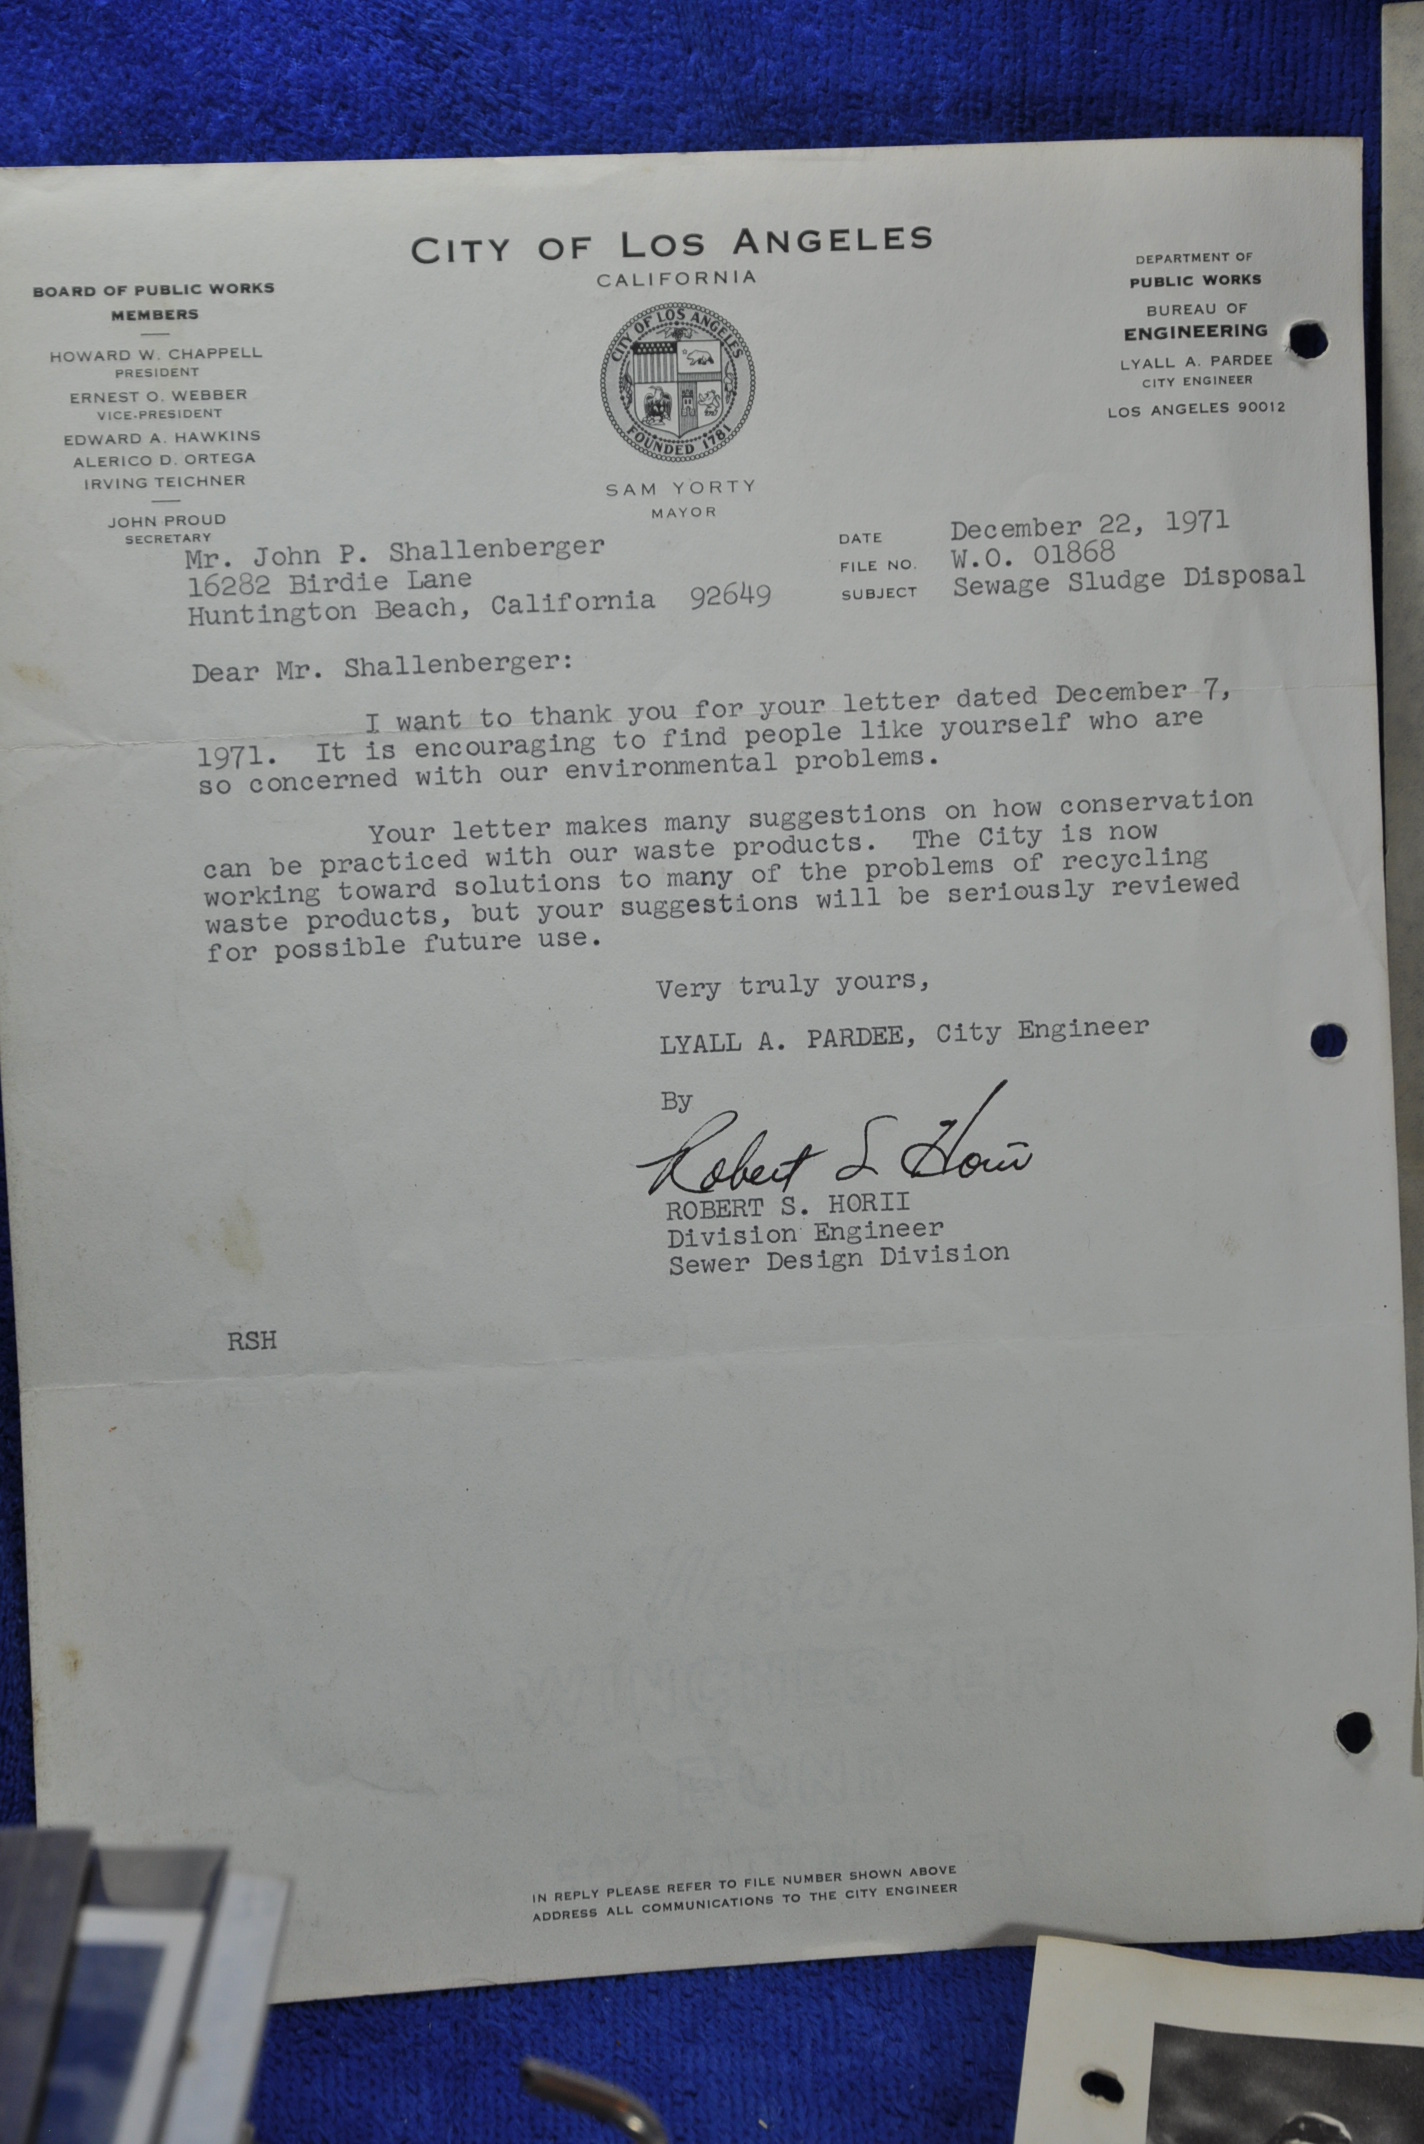 CITY OF LOS ANGELES
CALIFORNIA
BOARD OF PUBLIC WORKS
MEMBERS
HOWARD W. CHAPPELL
PRESIDENT
ERNEST O. WEBBER
VICE-PRESIDENT
EDWARD A. HAWKINS
ALERICO D. ORTEGA
IRVING TEICHNER
JOHN PROUD
SECRETARY
CITY OF LOS ANGELES
FOUNDED 1781
SAM YORTY
MAYOR
DEPARTMENT OF
PUBLIC WORKS
BUREAU OF
ENGINEERING
LYALL A. PARDEE
CITY ENGINEER
LOS ANGELES 90012
Mr. John P. Shallenberger
16282 Birdie Lane
Huntington Beach, California 92649
DATE December 22, 1971
FILE NO. W.O. 01868
SUBJECT Sewage Sludge Disposal
Dear Mr. Shallenberger:
I want to thank you for your letter dated December 7,
1971. It is encouraging to find people like yourself who are
so concerned with our environmental problems.
Your letter makes many suggestions on how conservation
can be practiced with our waste products. The City is now
working toward solutions to many of the problems of recycling
waste products, but your suggestions will be seriously reviewed
for possible future use.
Very truly yours,
LYALL A. PARDEE, City Engineer
By
Robert S Horii
ROBERT S. HORII
Division Engineer
Sewer Design Division
RSH
IN REPLY PLEASE REFER TO FILE NUMBER SHOWN ABOVE
ADDRESS ALL COMMUNICATIONS TO THE CITY ENGINEER